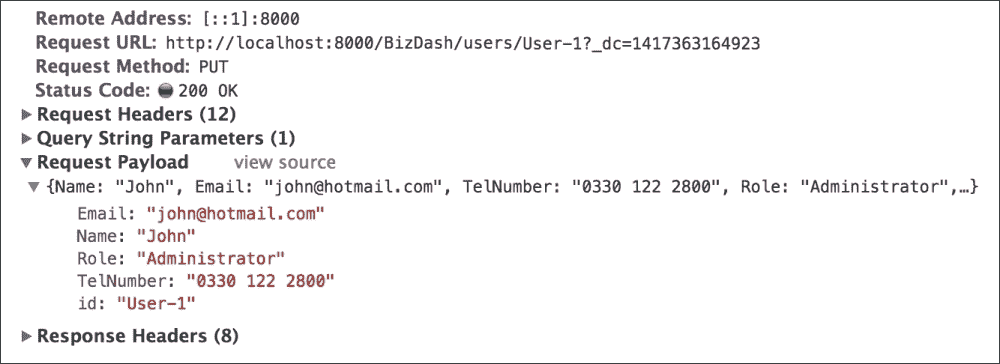 Remote Address: [::1]:8000
Request URL: http://localhost:8000/BizDash/users/User-1?_dc=1417363164923
Request Method: PUT
Status Code: 200 OK
Request Headers (12)
Query String Parameters (1)
Request Payload view source
{Name: "John", Email: "john@hotmail.com", TelNumber: "0330 122 2800", Role: "Administrator",…}
Email: "john@hotmail.com"
Name: "John"
Role: "Administrator"
TelNumber: "0330 122 2800"
id: "User-1"
Response Headers (8)